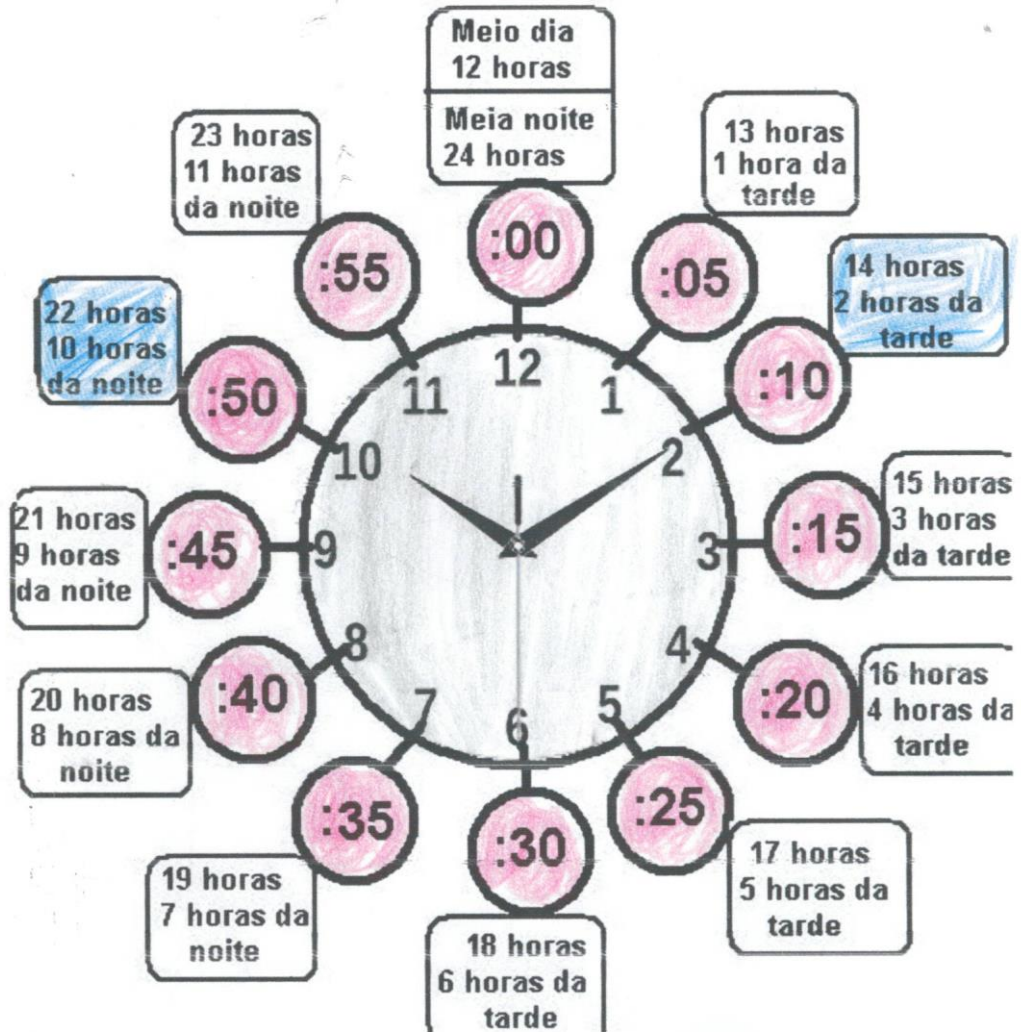 Meio dia
12 horas
Meia noite
24 horas
:00
13 horas
1 hora da
tarde
:05
14 horas
2 horas da
tarde
:10
15 horas
3 horas
da tarde
:15
16 horas
4 horas da
tarde
:20
17 horas
5 horas da
tarde
:25
18 horas
6 horas da
tarde
:30
19 horas
7 horas da
noite
:35
20 horas
8 horas da
noite
:40
21 horas
9 horas
da noite
:45
22 horas
10 horas
da noite
:50
23 horas
11 horas
da noite
:55
12
1
2
3
4
5
6
7
8
9
10
11